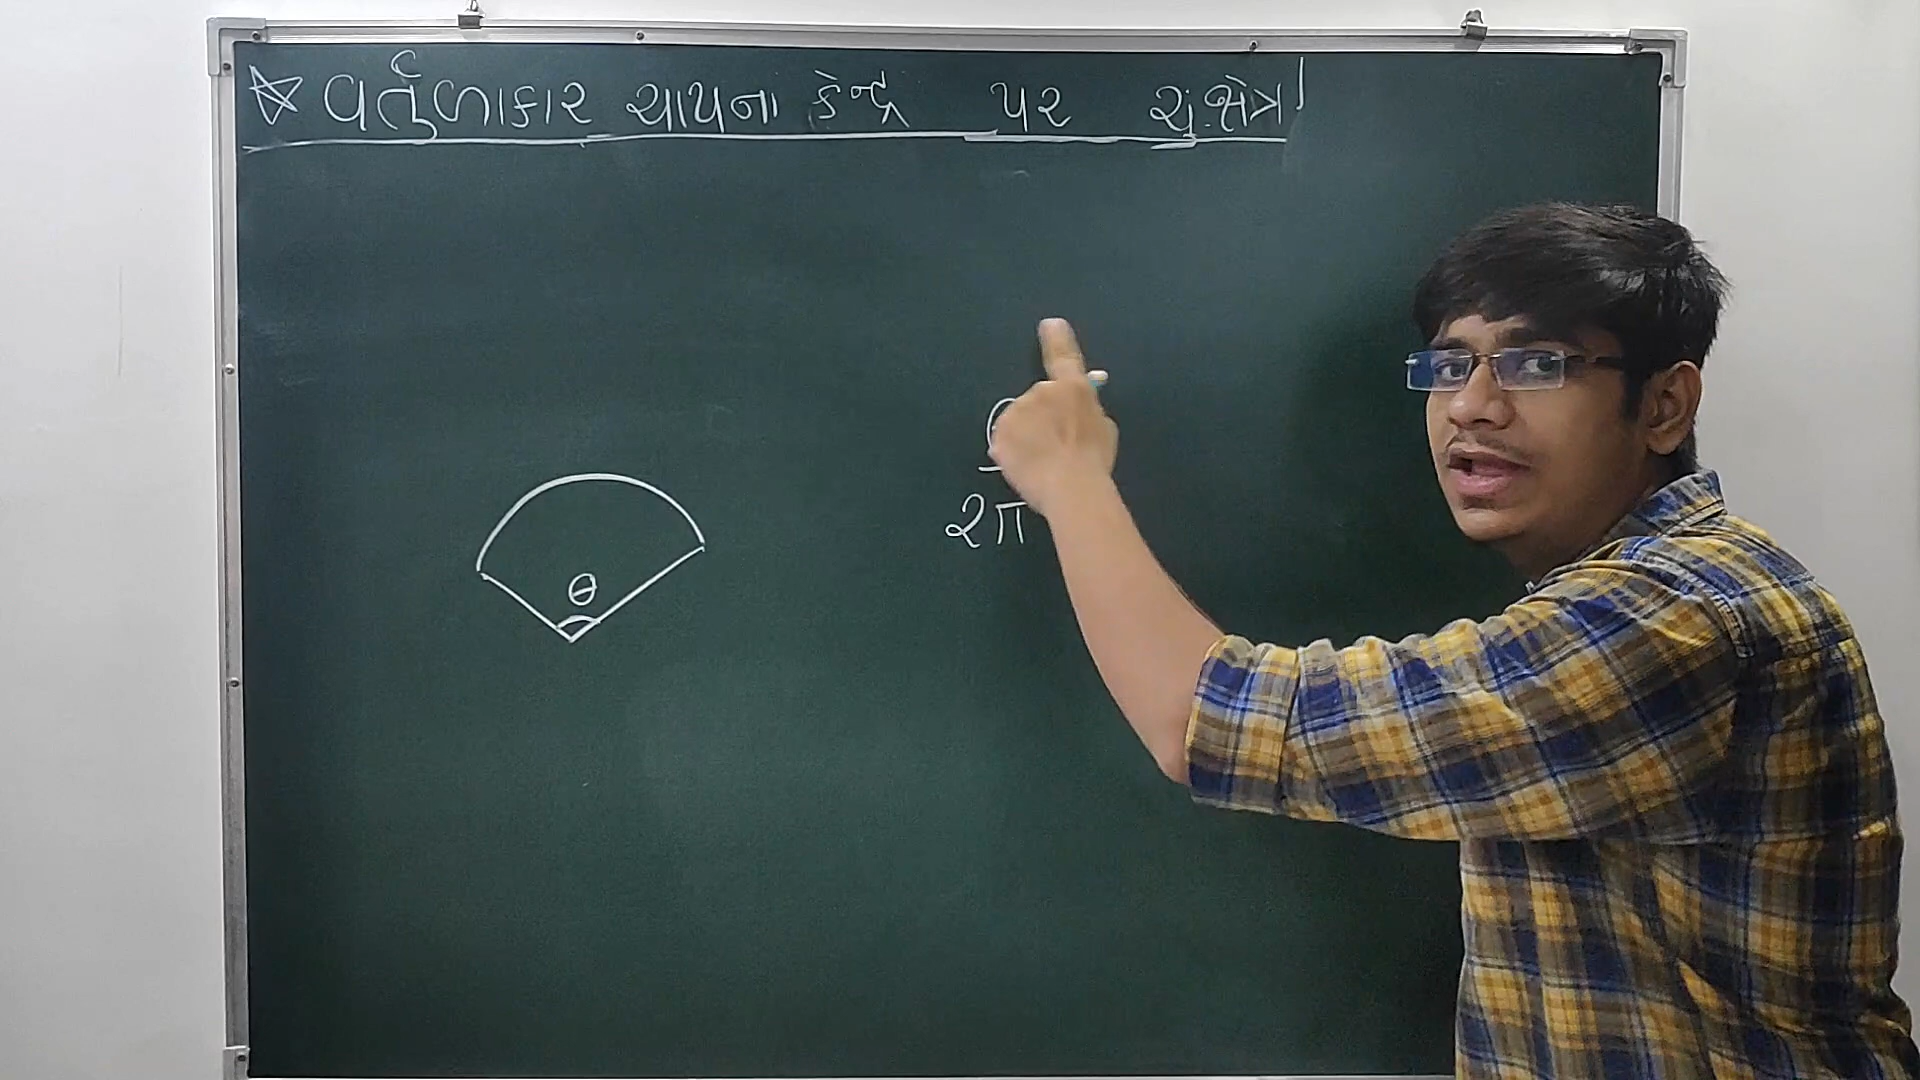 ☆ વર્તુળાકાર ચાપના કેન્દ્ર પર ચું.ક્ષેત્ર
θ
2π